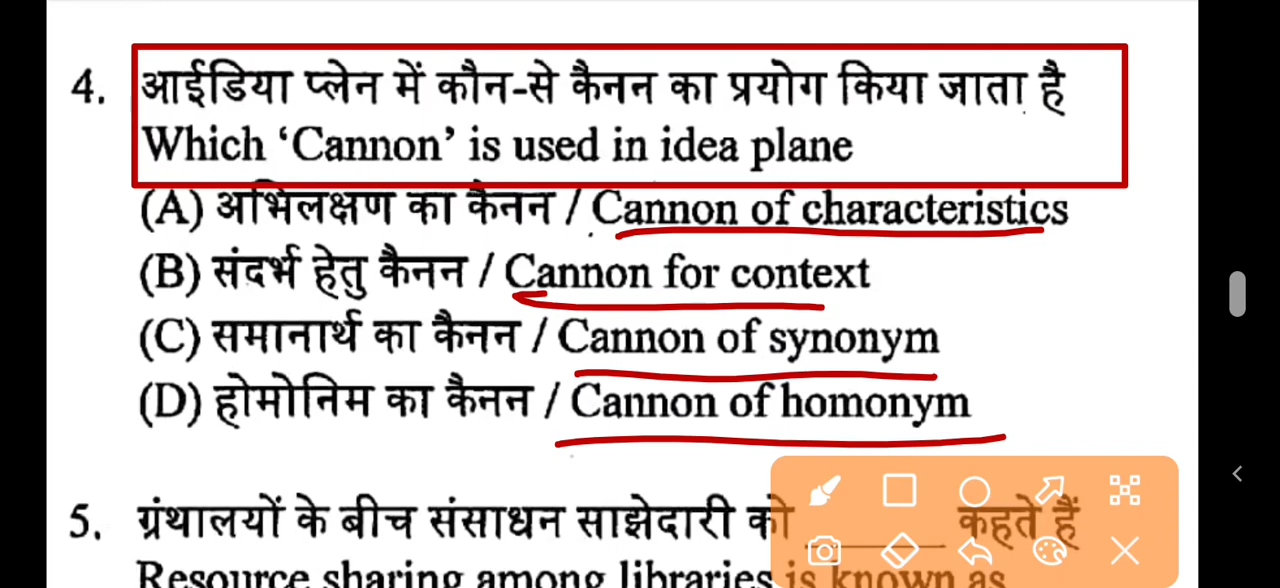 4. आईडिया प्लेन में कौन-से कैनन का प्रयोग किया जाता है
Which ‘Cannon’ is used in idea plane
(A) अभिलक्षण का कैनन / Cannon of characteristics
(B) संदर्भ हेतु कैनन / Cannon for context
(C) समानार्थ का कैनन / Cannon of synonym
(D) होमोनिम का कैनन / Cannon of homonym
5. ग्रंथालयों के बीच संसाधन साझेदारी को ________ कहते हैं
Resource sharing among libraries is known as